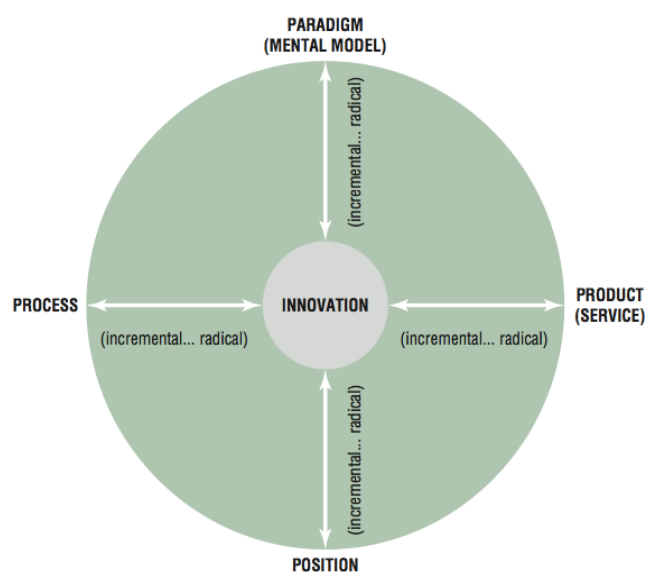 PARADIGM
(MENTAL MODEL)
(incremental... radical)
PROCESS
INNOVATION
PRODUCT
(SERVICE)
(incremental... radical)
(incremental... radical)
(incremental... radical)
POSITION